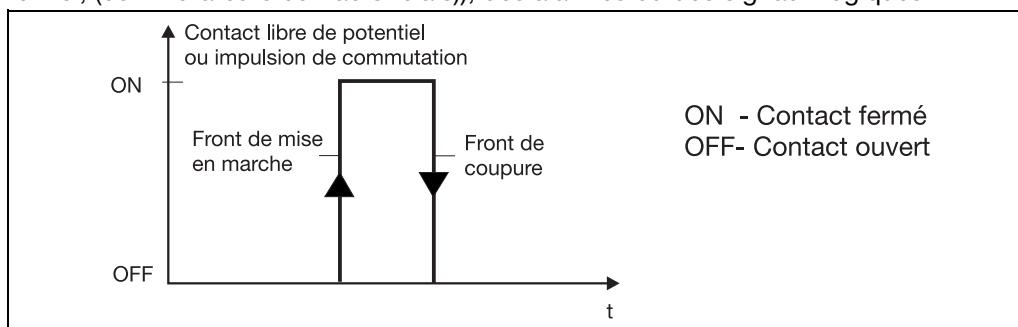 Contact libre de potentiel
ou impulsion de commutation
ON
Front de mise
en marche
Front de
coupure
OFF
t
ON - Contact fermé
OFF- Contact ouvert